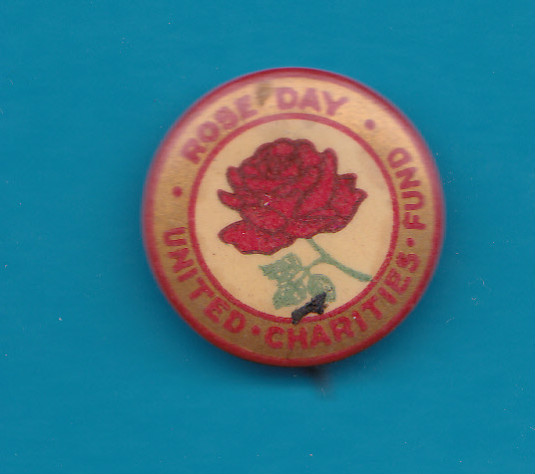 • ROSE DAY •
UNITED • CHARITIES • FUND